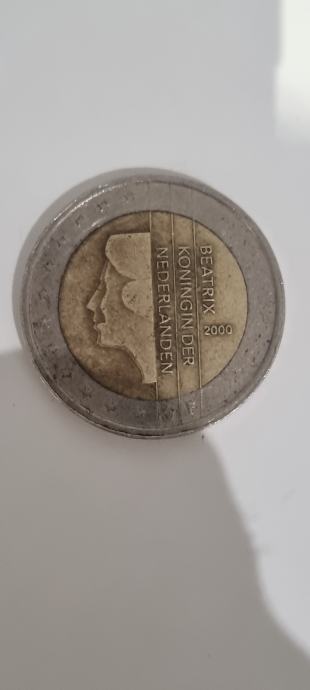 BEATRIX
KONINGIN DER
NEDERLANDEN
2000